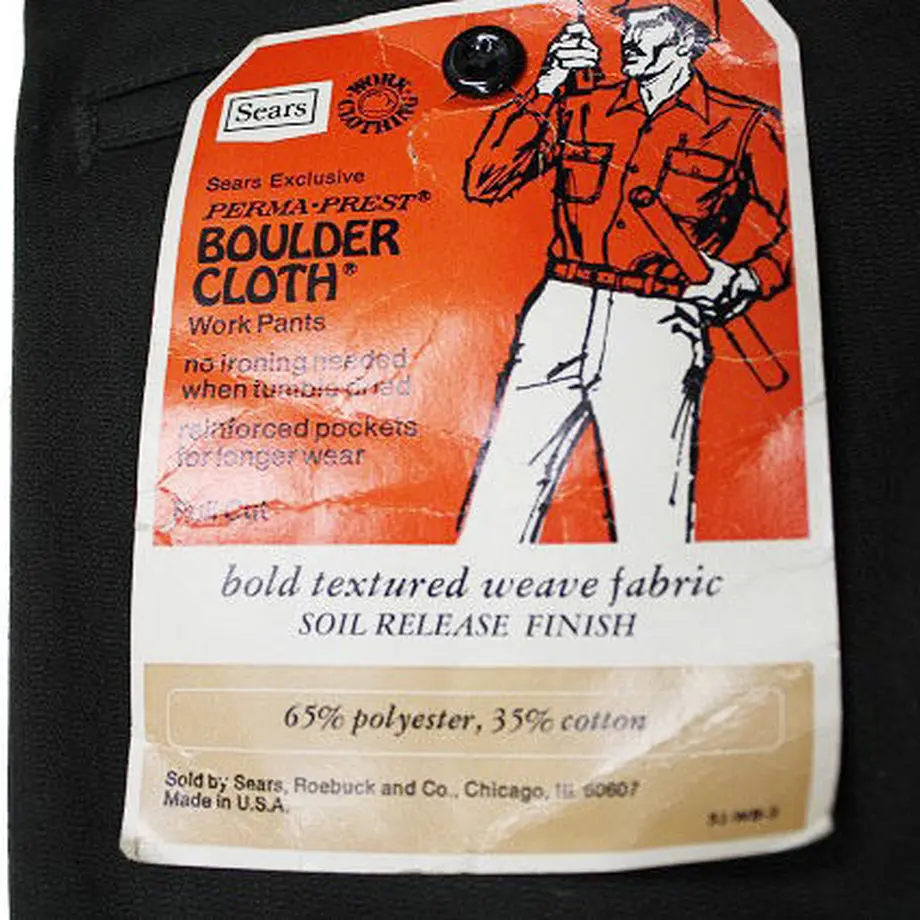 Sears
WORK
CLOTHING
Sears Exclusive
PERMA-PREST®
BOULDER
CLOTH®
Work Pants
no ironing needed
when tumble dried
reinforced pockets
for longer wear
Full Cut
bold textured weave fabric
SOIL RELEASE FINISH
65% polyester, 35% cotton
Sold by Sears, Roebuck and Co., Chicago, Ill. 60607
Made in U.S.A.